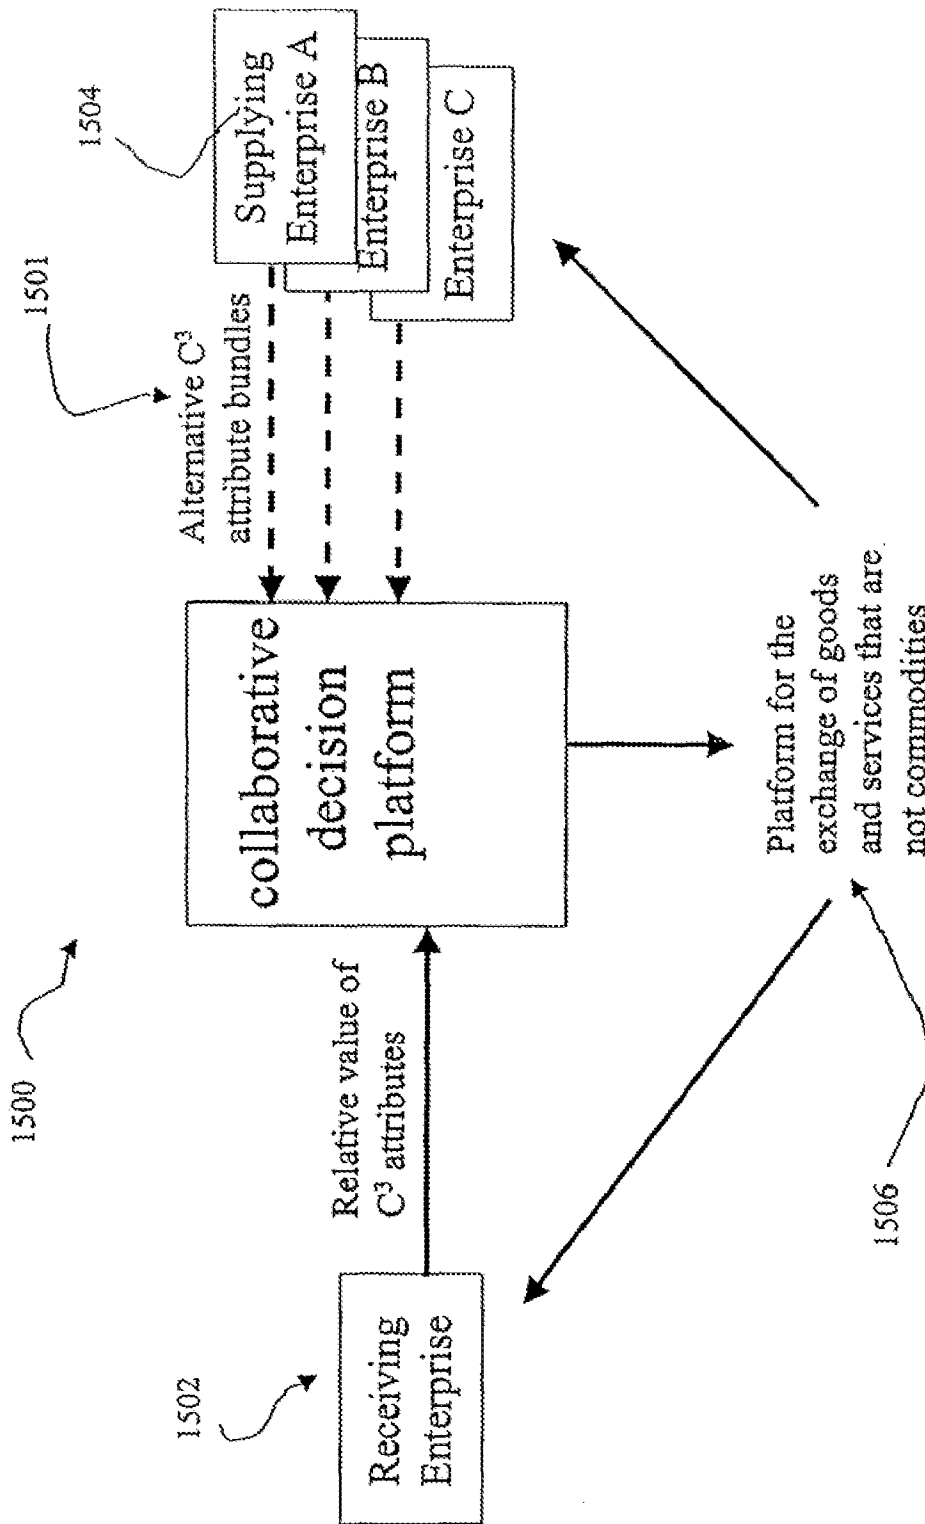 1500
1502
Receiving
Enterprise
Relative value of
C³ attributes
collaborative
decision
platform
1501
Alternative C³
attribute bundles
1504
Supplying
Enterprise A
Enterprise B
Enterprise C
Platform for the
exchange of goods
and services that are
not commodities
1506